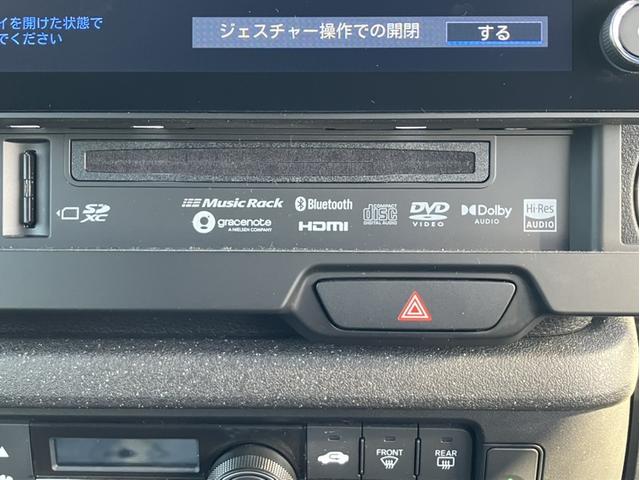 イを開けた状態で
でください
ジェスチャー操作での開閉
する
SD
XC
Music Rack
Bluetooth
COMPACT
disc
DIGITAL AUDIO
DVD
VIDEO
Dolby
AUDIO
Hi-Res
AUDIO
gracenote
A NIELSEN COMPANY
HDMI
FRONT
REAR